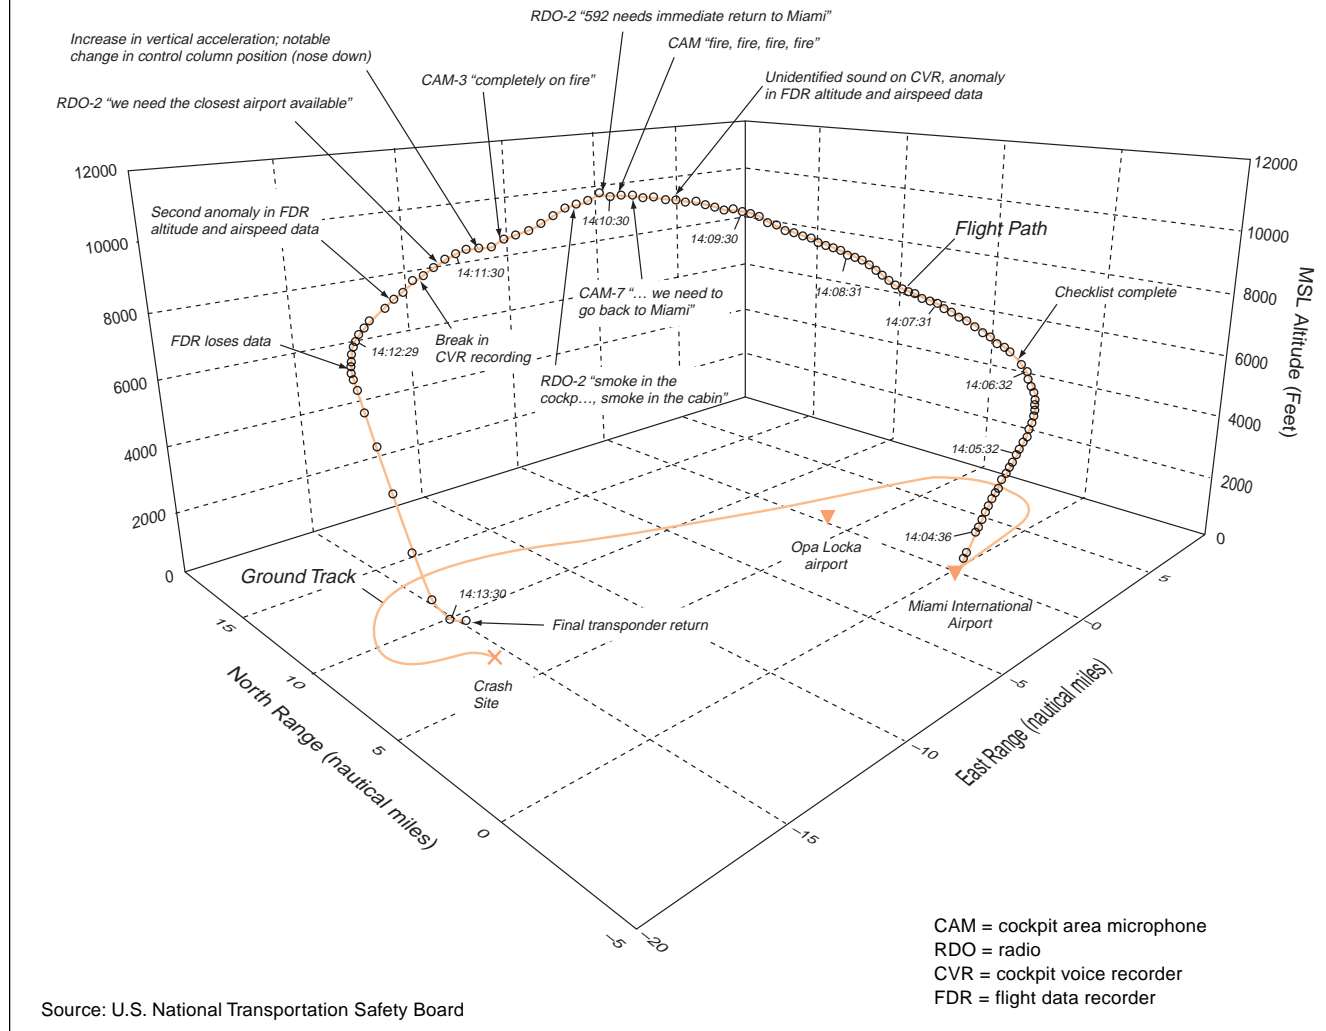 RDO-2 “592 needs immediate return to Miami”
Increase in vertical acceleration; notable
change in control column position (nose down)
CAM “fire, fire, fire, fire”
CAM-3 “completely on fire”
Unidentified sound on CVR, anomaly
in FDR altitude and airspeed data
RDO-2 “we need the closest airport available”
12000
12000
Second anomaly in FDR
altitude and airspeed data
14:10:30
14:09:30
Flight Path
10000
10000
14:11:30
MSL Altitude (Feet)
CAM-7 “... we need to
go back to Miami”
14:08:31
Checklist complete
8000
8000
14:07:31
FDR loses data
14:12:29
Break in
CVR recording
6000
6000
RDO-2 “smoke in the
cockp..., smoke in the cabin”
14:06:32
4000
4000
14:05:32
2000
2000
14:04:36
0
0
Opa Locka
airport
Ground Track
5
14:13:30
Miami International
Airport
–0
Final transponder return
15
10
–5
Crash
Site
North Range (nautical miles)
East Range (nautical miles)
5
–10
0
–15
–5
–20
CAM = cockpit area microphone
RDO = radio
CVR = cockpit voice recorder
FDR = flight data recorder
Source: U.S. National Transportation Safety Board